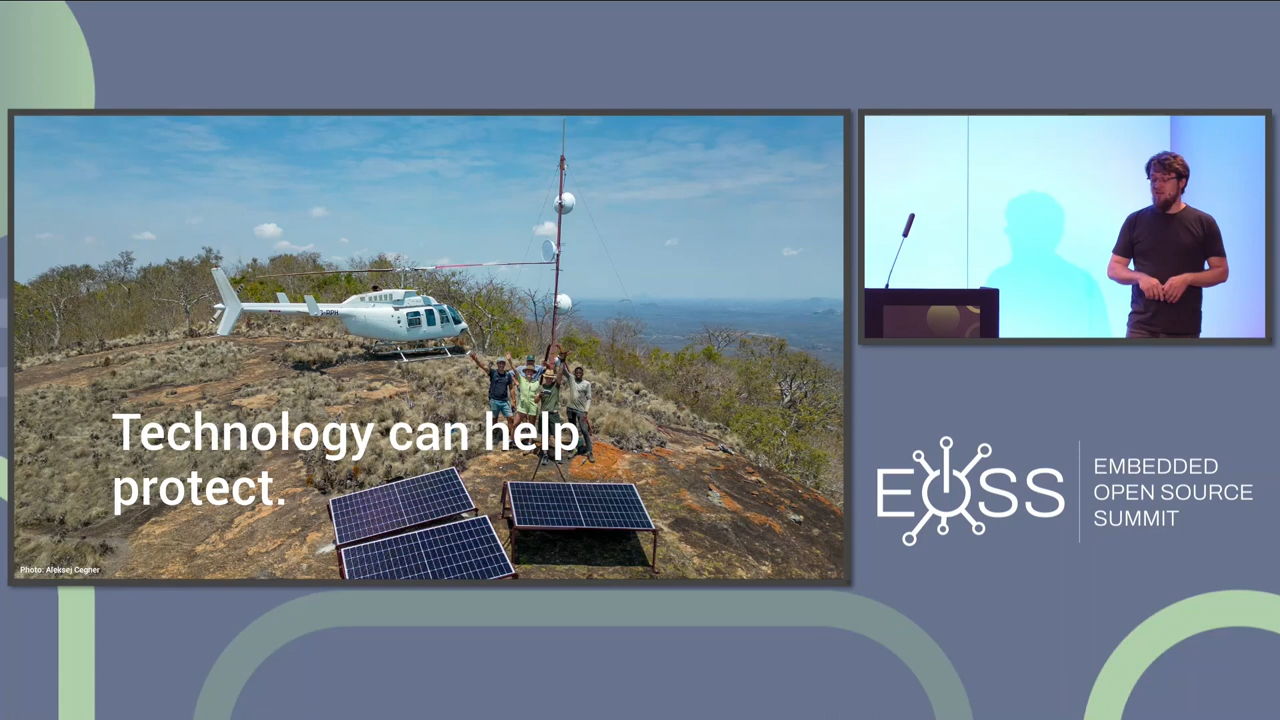 Technology can help
protect.
Photo: Aleksej Cegner
EOSS
EMBEDDED
OPEN SOURCE
SUMMIT